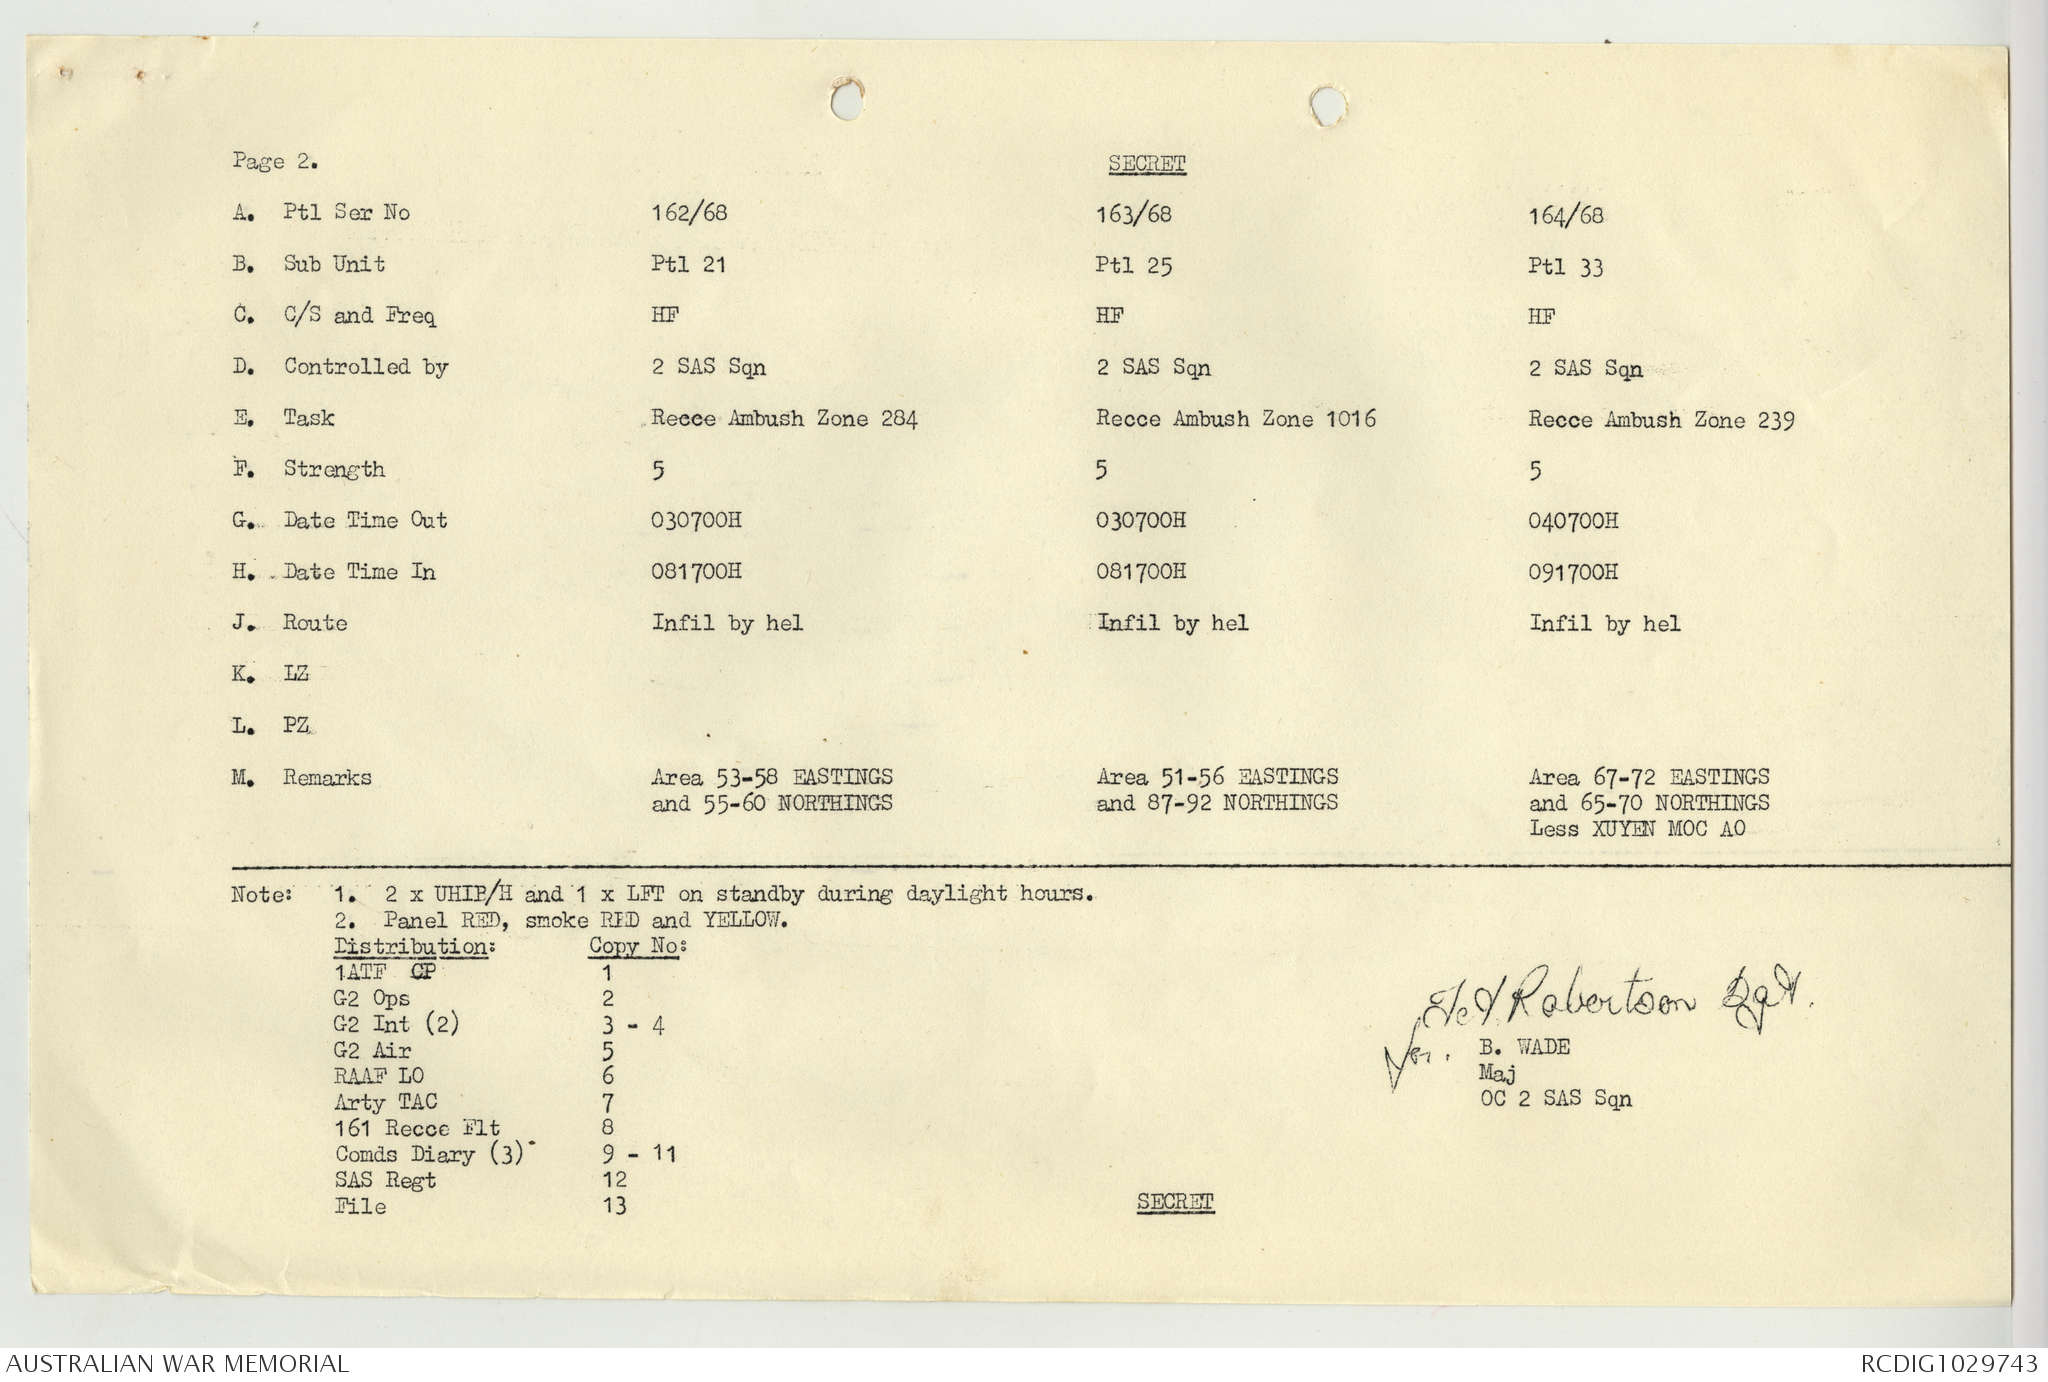 Page 2. SECRET
A. Ptl Ser No 162/68 163/68 164/68
B. Sub Unit Ptl 21 Ptl 25 Ptl 33
C. C/S and Freq HF HF HF
D. Controlled by 2 SAS Sqn 2 SAS Sqn 2 SAS Sqn
E. Task Recce Ambush Zone 284 Recce Ambush Zone 1016 Recce Ambush Zone 239
F. Strength 5 5 5
G. Date Time Out 030700H 030700H 040700H
H. Date Time In 081700H 081700H 091700H
J. Route Infil by hel Infil by hel Infil by hel
K. LZ
L. PZ
M. Remarks Area 53-58 EASTINGS Area 51-56 EASTINGS Area 67-72 EASTINGS
and 55-60 NORTHINGS and 87-92 NORTHINGS and 65-70 NORTHINGS
Less XUYEN MOC AO
Note: 1. 2 x UHIB/H and 1 x LFT on standby during daylight hours.
2. Panel RED, smoke RED and YELLOW.
Distribution: Copy No:
1ATF CP 1
G2 Ops 2
G2 Int (2) 3 - 4
G2 Air 5
RAAF LO 6
Arty TAC 7
161 Recce Flt 8
Comds Diary (3) 9 - 11
SAS Regt 12
File 13
Robertson
for. B. WADE
Maj
OC 2 SAS Sqn
SECRET
AUSTRALIAN WAR MEMORIAL RCDIG1029743